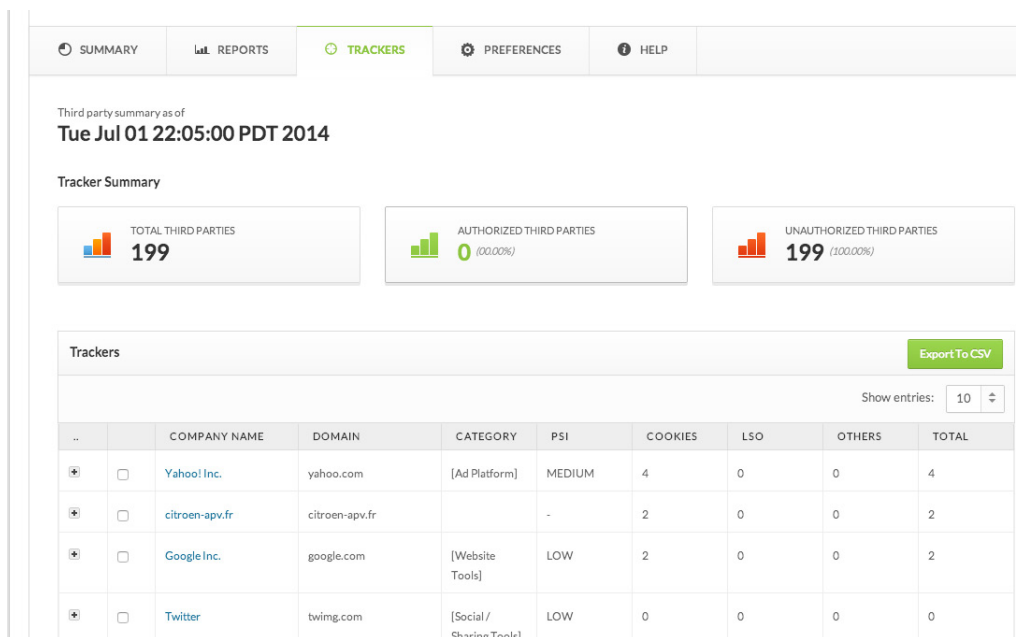 SUMMARY REPORTS TRACKERS PREFERENCES HELP
Third party summary as of
Tue Jul 01 22:05:00 PDT 2014
Tracker Summary
TOTAL THIRD PARTIES
199
AUTHORIZED THIRD PARTIES
0 (00.00%)
UNAUTHORIZED THIRD PARTIES
199 (100.00%)
Trackers Export To CSV
Show entries: 10
.. COMPANY NAME DOMAIN CATEGORY PSI COOKIES LSO OTHERS TOTAL
Yahoo! Inc. yahoo.com [Ad Platform] MEDIUM 4 0 0 4
citroen-apv.fr citroen-apv.fr - 2 0 0 2
Google Inc. google.com [Website LOW 2 0 0 2
Tools]
Twitter twimg.com [Social / LOW 0 0 0 0
Sharing Tools]